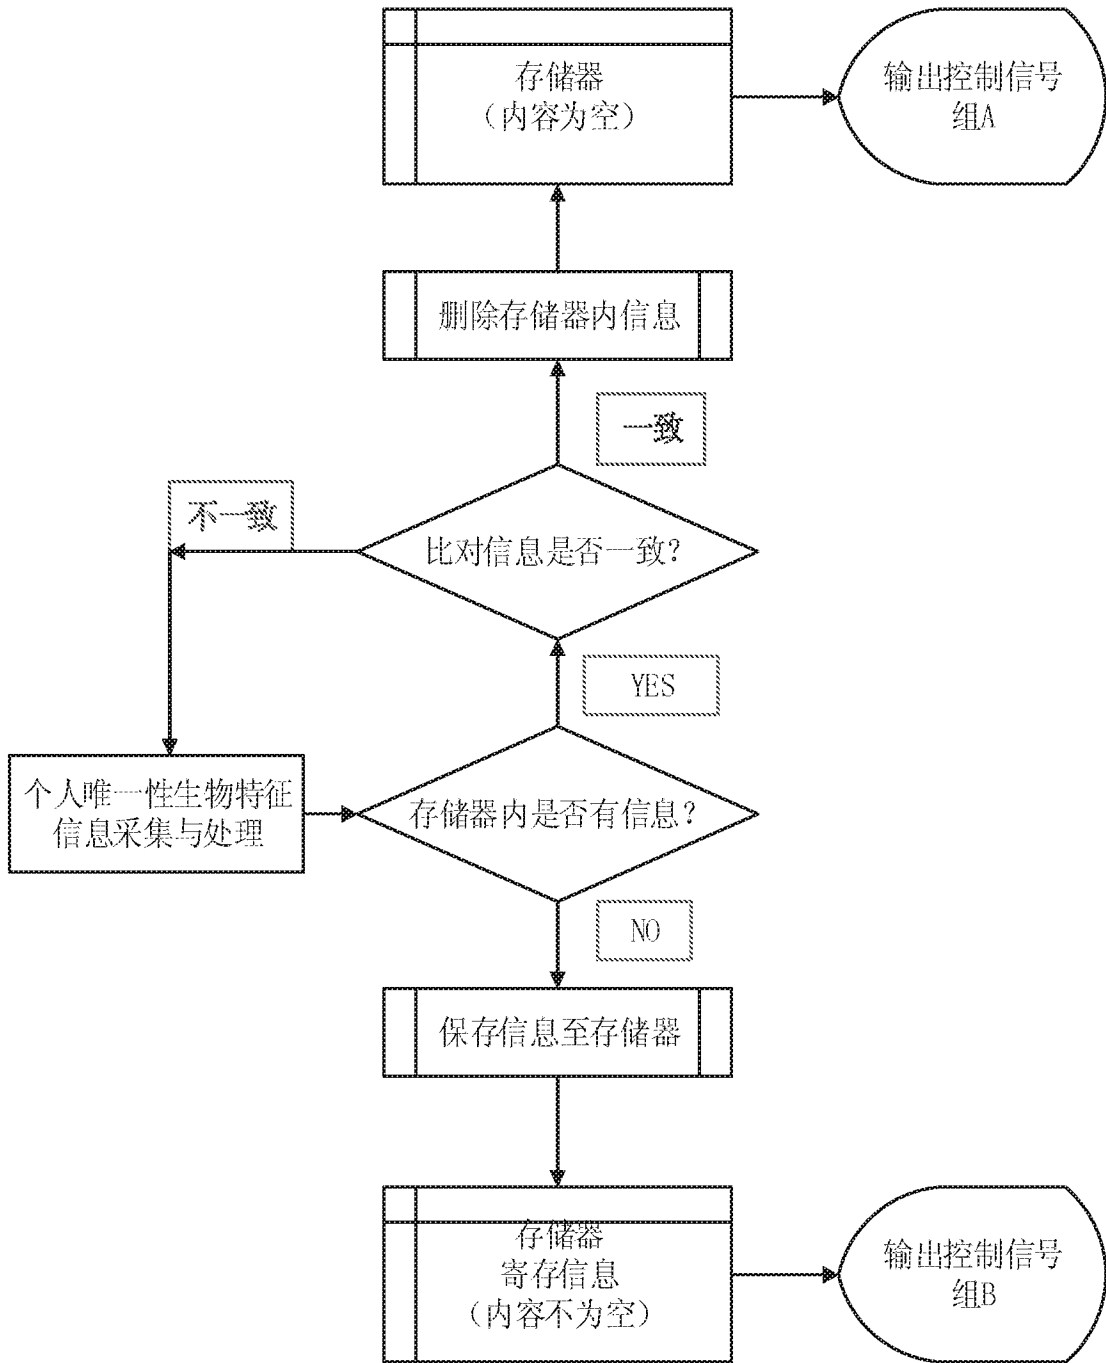 存储器
（内容为空）
输出控制信号
组A
删除存储器内信息
一致
不一致
比对信息是否一致？
YES
个人唯一性生物特征
信息采集与处理
存储器内是否有信息？
NO
保存信息至存储器
存储器
寄存信息
（内容不为空）
输出控制信号
组B